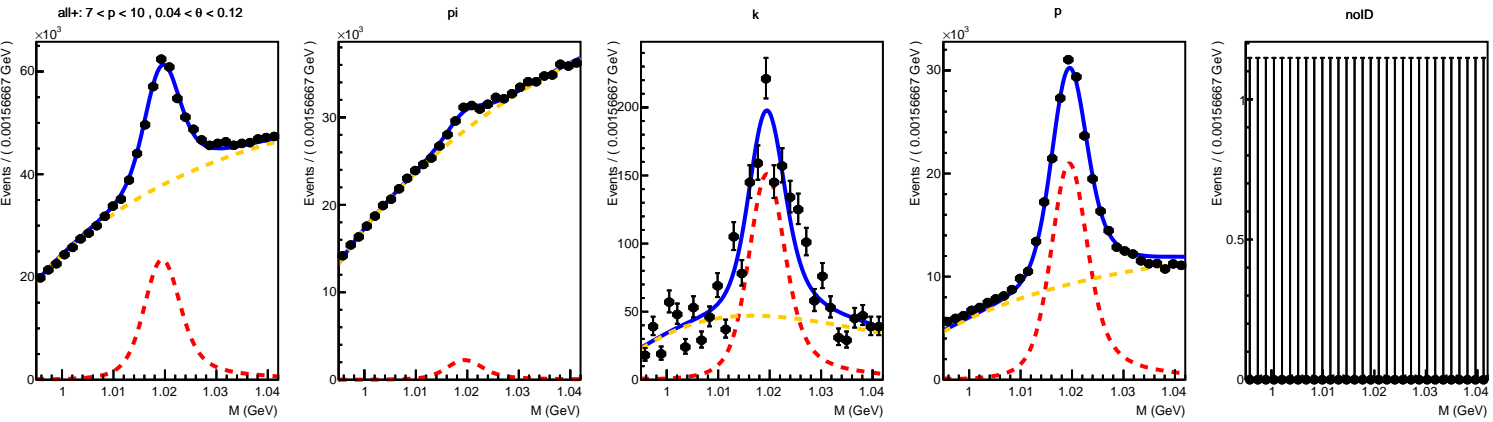 all+: 7 < p < 10 , 0.04 < θ < 0.12
×10³
Events / ( 0.00156667 GeV )
60
40
20
0
1 1.01 1.02 1.03 1.04
M (GeV)
pi
×10³
Events / ( 0.00156667 GeV )
30
20
10
0
1 1.01 1.02 1.03 1.04
M (GeV)
k
Events / ( 0.00156667 GeV )
200
150
100
50
0
1 1.01 1.02 1.03 1.04
M (GeV)
p
×10³
Events / ( 0.00156667 GeV )
30
20
10
0
1 1.01 1.02 1.03 1.04
M (GeV)
noID
Events / ( 0.00156667 GeV )
1
0.5
0
1 1.01 1.02 1.03 1.04
M (GeV)